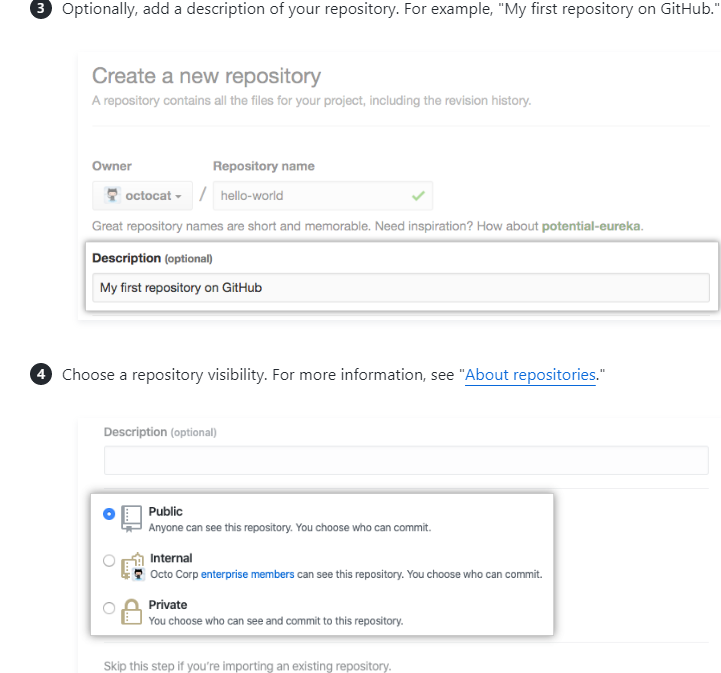 3 Optionally, add a description of your repository. For example, "My first repository on GitHub."
Create a new repository
A repository contains all the files for your project, including the revision history.
Owner Repository name
octocat / hello-world
Great repository names are short and memorable. Need inspiration? How about potential-eureka.
Description (optional)
My first repository on GitHub
4 Choose a repository visibility. For more information, see "About repositories."
Description (optional)
Public
Anyone can see this repository. You choose who can commit.
Internal
Octo Corp enterprise members can see this repository. You choose who can commit.
Private
You choose who can see and commit to this repository.
Skip this step if you're importing an existing repository.